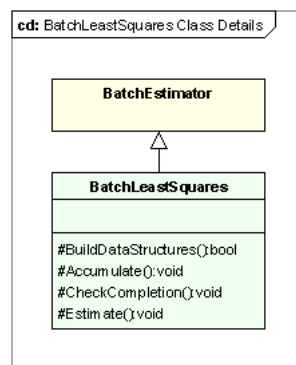 cd: BatchLeastSquares Class Details
BatchEstimator
BatchLeastSquares
#BuildDataStructures():bool
#Accumulate():void
#CheckCompletion():void
#Estimate():void